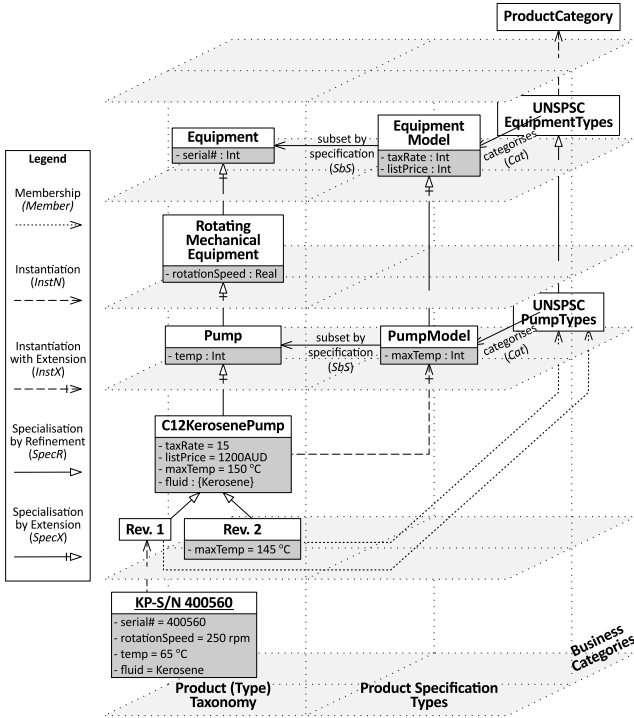 ProductCategory
UNSPSC
EquipmentTypes
Equipment
- serial# : Int
subset by
specification
(SbS)
Equipment
Model
- taxRate : Int
- listPrice : Int
categorises
(Cat)
Legend
Membership
(Member)
Instantiation
(InstN)
Instantiation
with Extension
(InstX)
Specialisation
by Refinement
(SpecR)
Specialisation
by Extension
(SpecX)
Rotating
Mechanical
Equipment
- rotationSpeed : Real
UNSPSC
PumpTypes
Pump
- temp : Int
subset by
specification
(SbS)
PumpModel
- maxTemp : Int
categorises
(Cat)
C12KerosenePump
- taxRate = 15
- listPrice = 1200AUD
- maxTemp = 150 °C
- fluid : {Kerosene}
Rev. 1
Rev. 2
- maxTemp = 145 °C
KP-S/N 400560
- serial# = 400560
- rotationSpeed = 250 rpm
- temp = 65 °C
- fluid = Kerosene
Product (Type)
Taxonomy
Product Specification
Types
Business
Categories